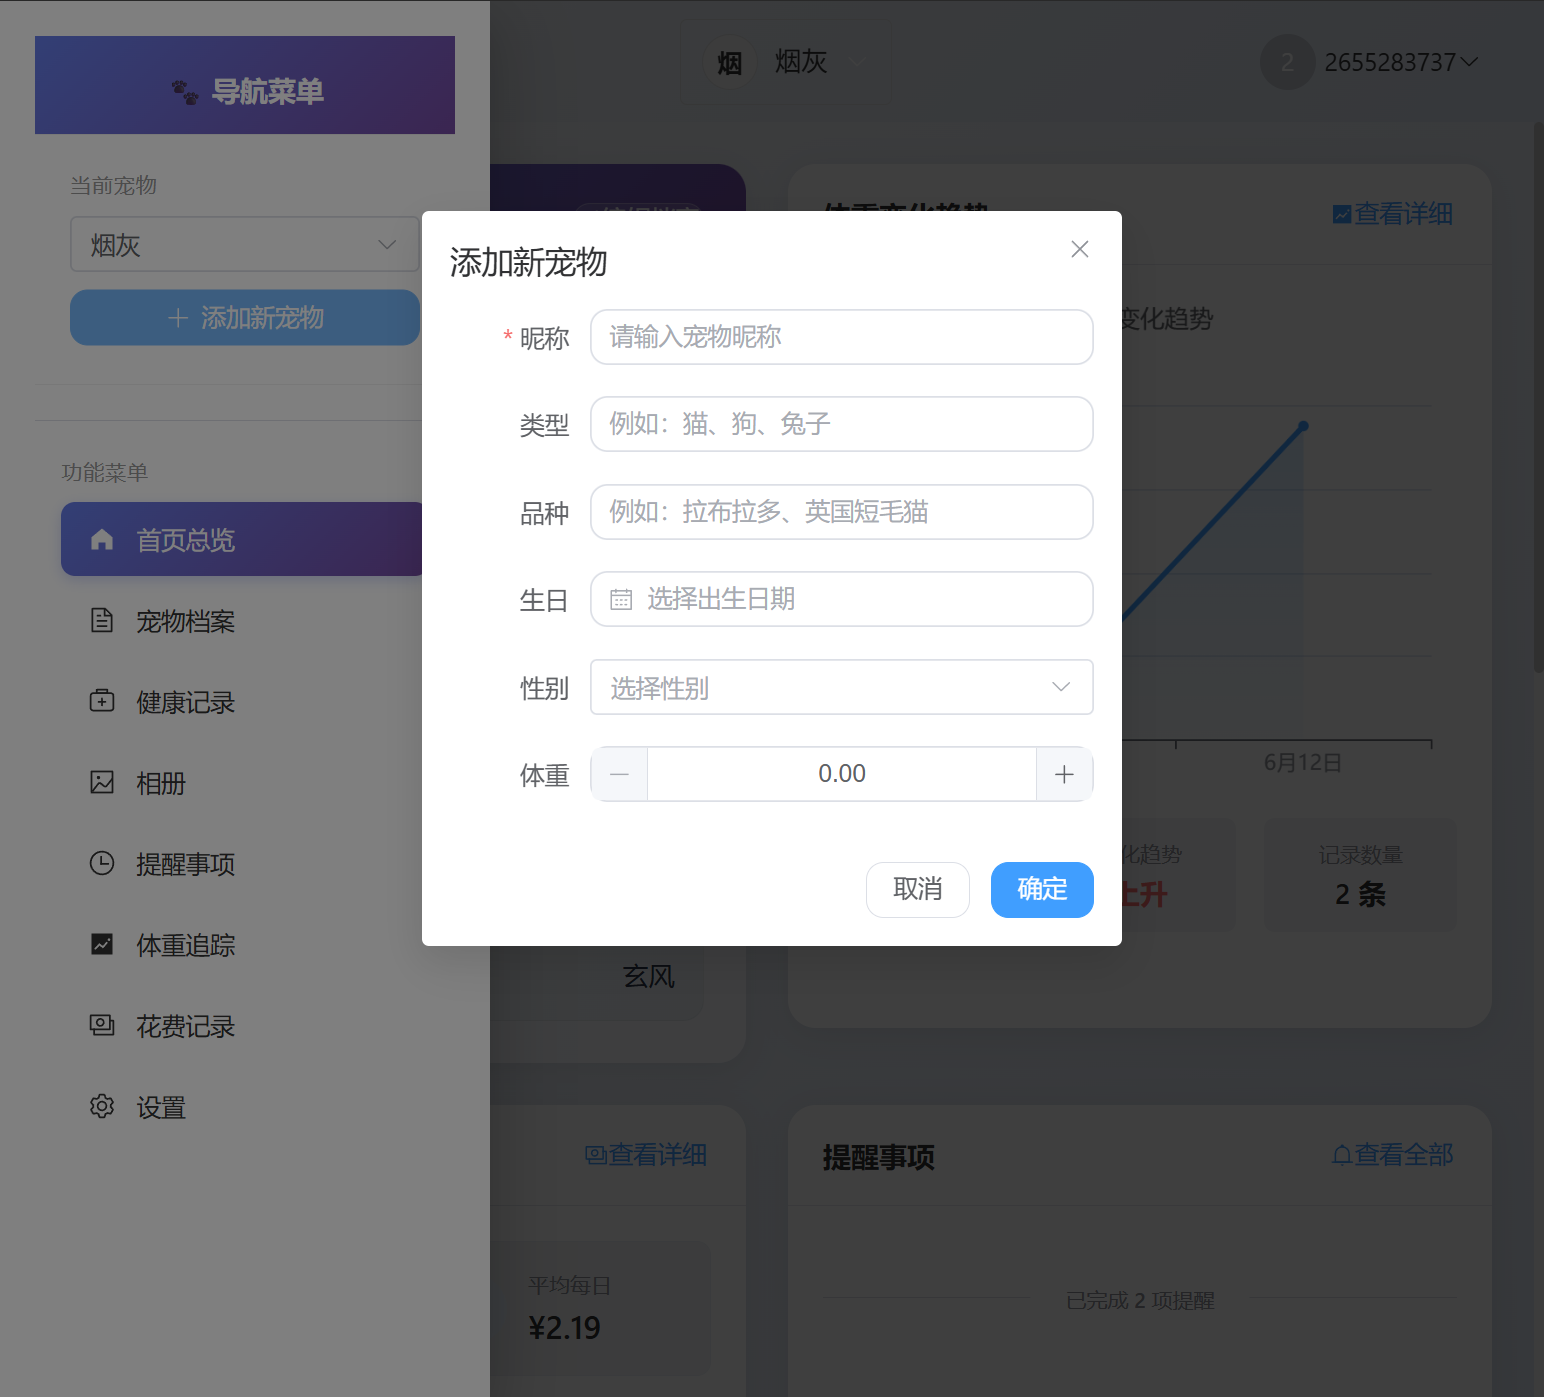 导航菜单
当前宠物
烟灰
添加新宠物
功能菜单
首页总览
宠物档案
健康记录
相册
提醒事项
体重追踪
花费记录
设置
烟 烟灰
2 2655283737
体重变化趋势
查看详细
添加新宠物
* 昵称 请输入宠物昵称
类型 例如：猫、狗、兔子
品种 例如：拉布拉多、英国短毛猫
生日 选择出生日期
性别 选择性别
体重 0.00
取消 确定
变化趋势
6月12日
化趋势
上升
记录数量
2 条
玄风
查看详细
平均每日
¥2.19
提醒事项
查看全部
已完成 2 项提醒